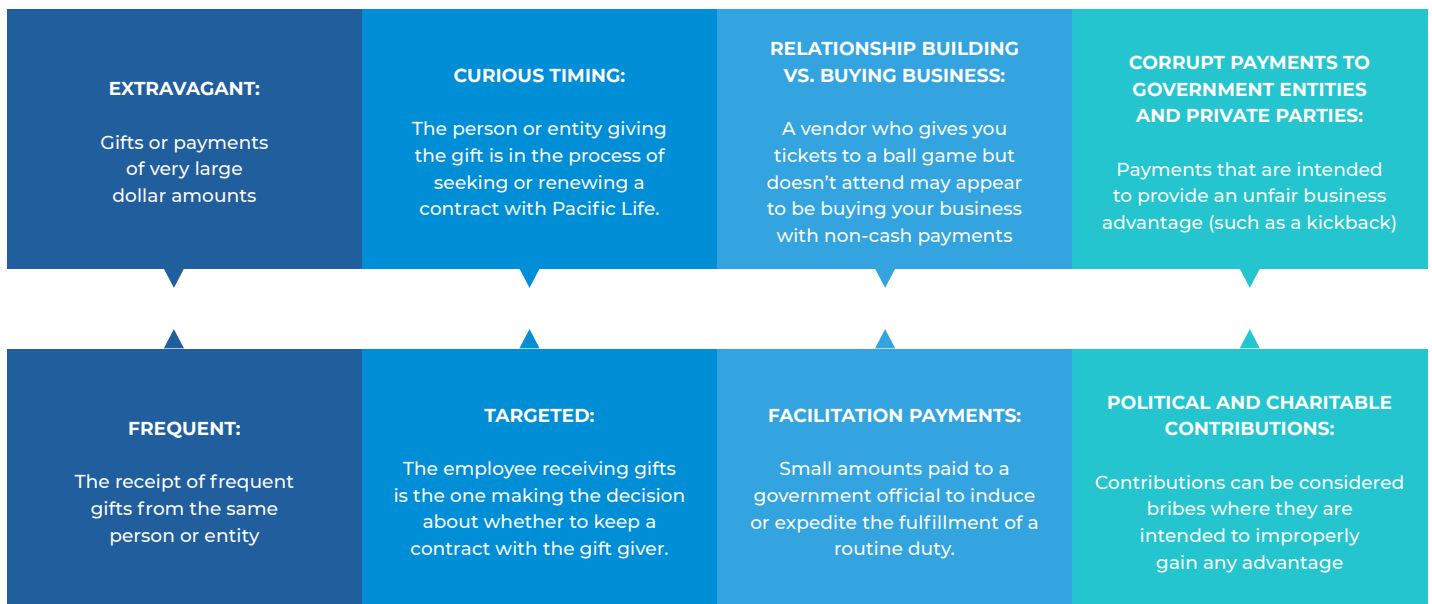 EXTRAVAGANT:
Gifts or payments
of very large
dollar amounts
CURIOUS TIMING:
The person or entity giving
the gift is in the process of
seeking or renewing a
contract with Pacific Life.
RELATIONSHIP BUILDING
VS. BUYING BUSINESS:
A vendor who gives you
tickets to a ball game but
doesn’t attend may appear
to be buying your business
with non-cash payments
CORRUPT PAYMENTS TO
GOVERNMENT ENTITIES
AND PRIVATE PARTIES:
Payments that are intended
to provide an unfair business
advantage (such as a kickback)
FREQUENT:
The receipt of frequent
gifts from the same
person or entity
TARGETED:
The employee receiving gifts
is the one making the decision
about whether to keep a
contract with the gift giver.
FACILITATION PAYMENTS:
Small amounts paid to a
government official to induce
or expedite the fulfillment of a
routine duty.
POLITICAL AND CHARITABLE
CONTRIBUTIONS:
Contributions can be considered
bribes where they are
intended to improperly
gain any advantage